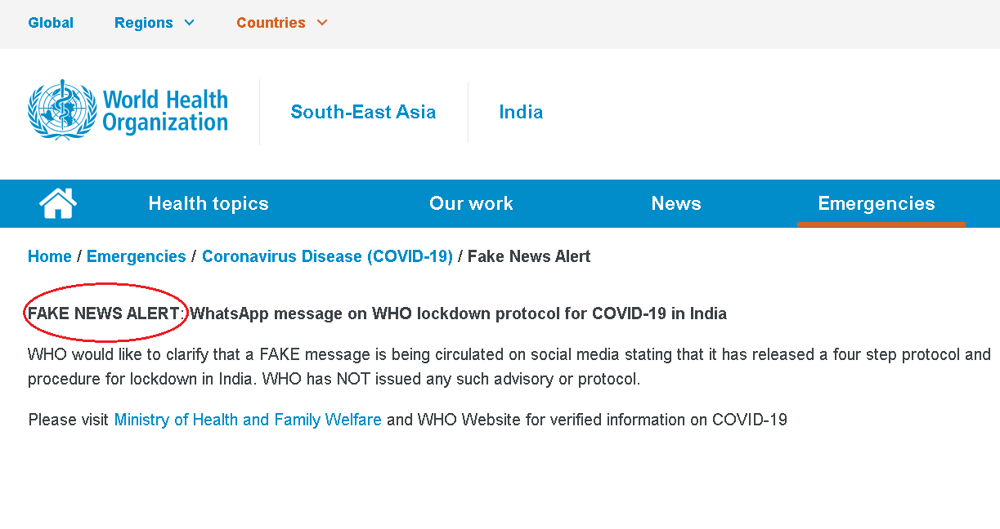 Global Regions Countries
World Health
Organization
South-East Asia India
Health topics Our work News Emergencies
Home / Emergencies / Coronavirus Disease (COVID-19) / Fake News Alert
FAKE NEWS ALERT: WhatsApp message on WHO lockdown protocol for COVID-19 in India
WHO would like to clarify that a FAKE message is being circulated on social media stating that it has released a four step protocol and
procedure for lockdown in India. WHO has NOT issued any such advisory or protocol.
Please visit Ministry of Health and Family Welfare and WHO Website for verified information on COVID-19